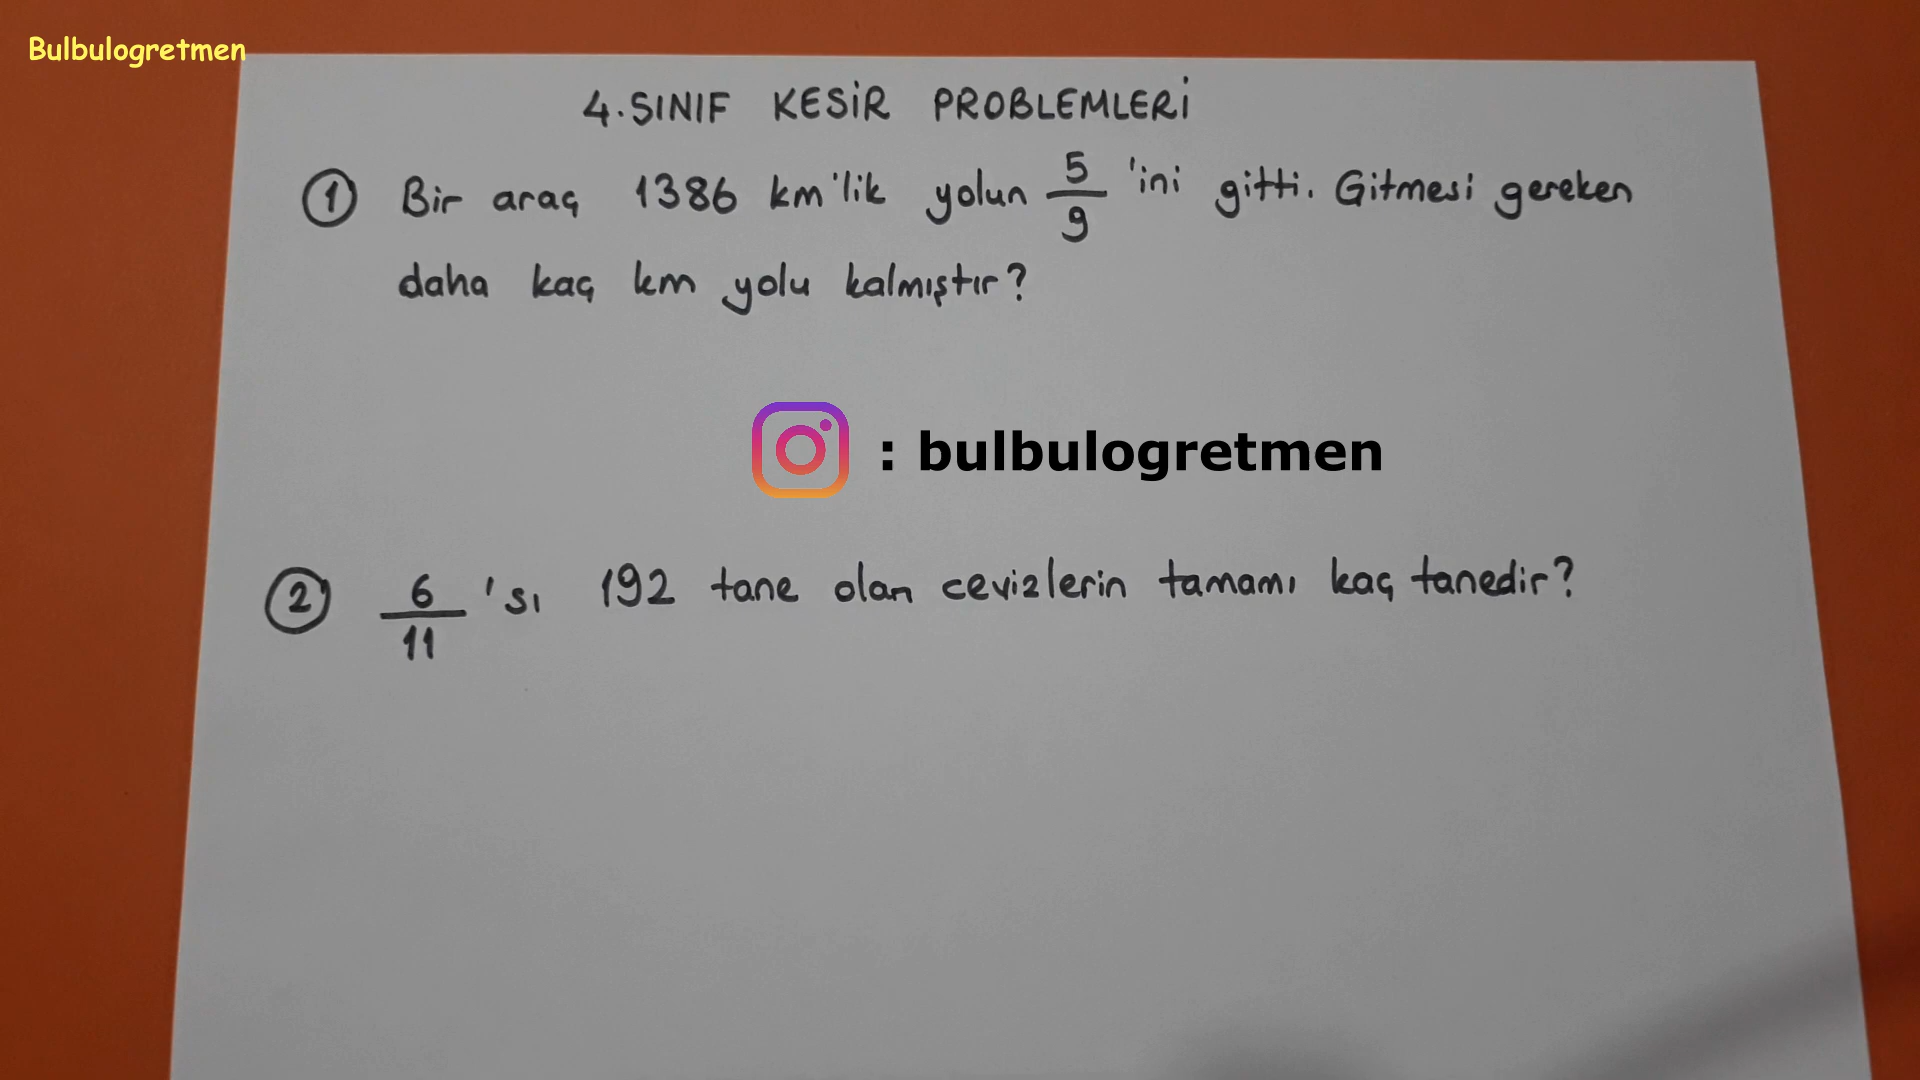 Bulbulogretmen
4. SINIF KESİR PROBLEMLERİ
1 Bir araç 1386 km'lik yolun 5/9 'ini gitti. Gitmesi gereken
daha kaç km yolu kalmıştır?
: bulbulogretmen
2 6/11 'sı 192 tane olan cevizlerin tamamı kaç tanedir?